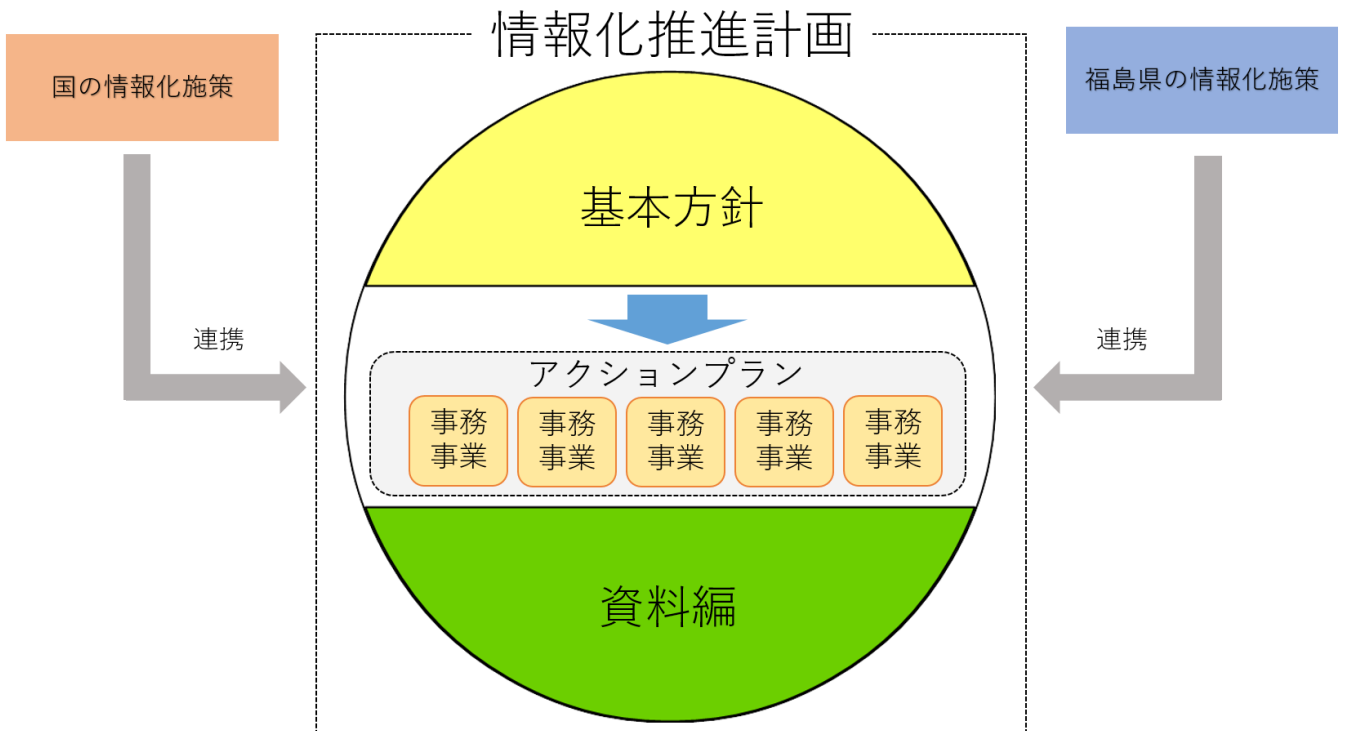 情報化推進計画
国の情報化施策
福島県の情報化施策
基本方針
連携
連携
アクションプラン
事務
事業
事務
事業
事務
事業
事務
事業
事務
事業
資料編